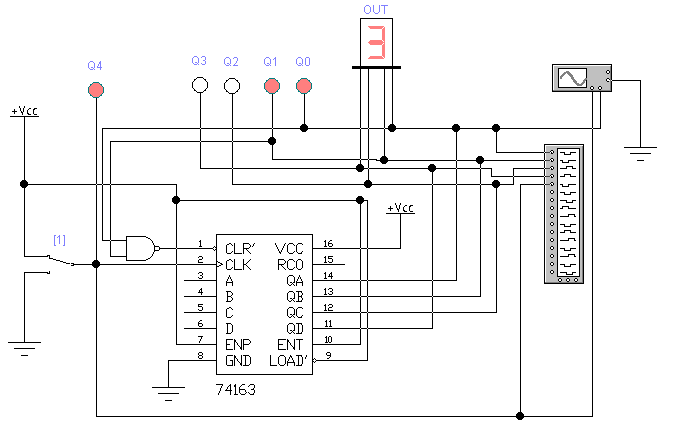 OUT
3
Q4
Q3
Q2
Q1
Q0
+Vcc
+Vcc
[1]
1 CLR' VCC 16
2 CLK RCO 15
3 A QA 14
4 B QB 13
5 C QC 12
6 D QD 11
7 ENP ENT 10
8 GND LOAD' 9
74163